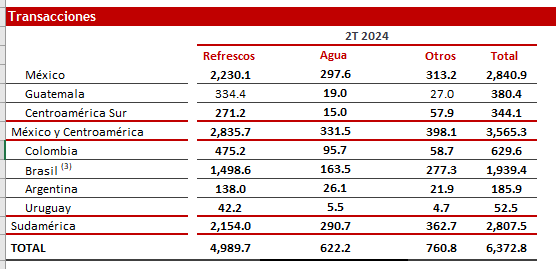 Transacciones
2T 2024
Refrescos Agua Otros Total
México 2,230.1 297.6 313.2 2,840.9
Guatemala 334.4 19.0 27.0 380.4
Centroamérica Sur 271.2 15.0 57.9 344.1
México y Centroamérica 2,835.7 331.5 398.1 3,565.3
Colombia 475.2 95.7 58.7 629.6
Brasil (3) 1,498.6 163.5 277.3 1,939.4
Argentina 138.0 26.1 21.9 185.9
Uruguay 42.2 5.5 4.7 52.5
Sudamérica 2,154.0 290.7 362.7 2,807.5
TOTAL 4,989.7 622.2 760.8 6,372.8